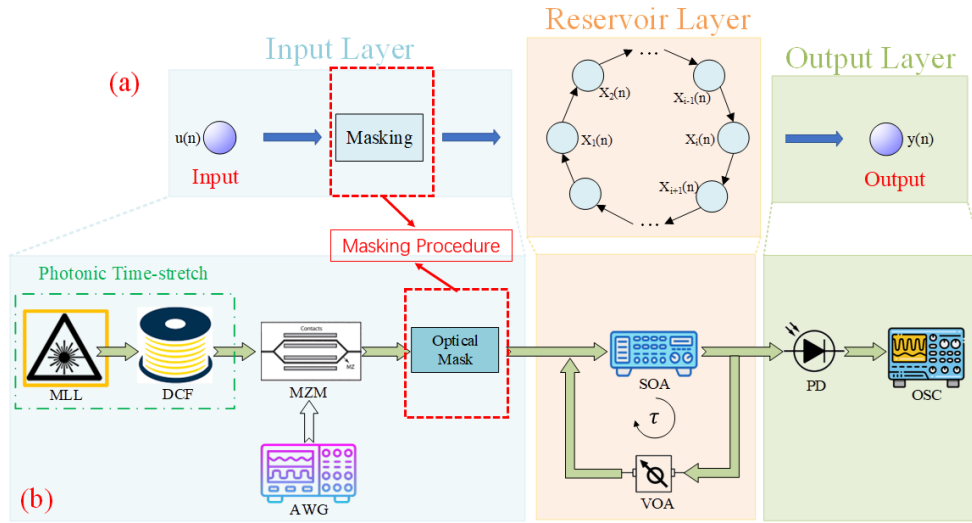 Input Layer
Reservoir Layer
Output Layer
(a)
u(n)
Input
Masking
X2(n)
...
Xi-1(n)
X1(n)
Xi(n)
Xi+1(n)
...
y(n)
Output
Masking Procedure
Photonic Time-stretch
MLL
DCF
Contacts
MZ
MZM
AWG
Optical
Mask
SOA
τ
VOA
PD
OSC
(b)